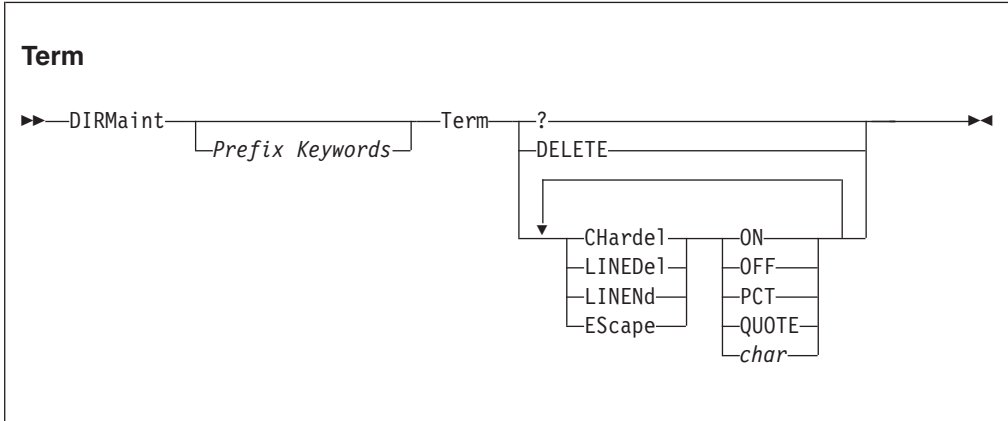 Term
DIRMaint Term ?
Prefix Keywords DELETE
CHardel ON
LINEDel OFF
LINENd PCT
EScape QUOTE
char